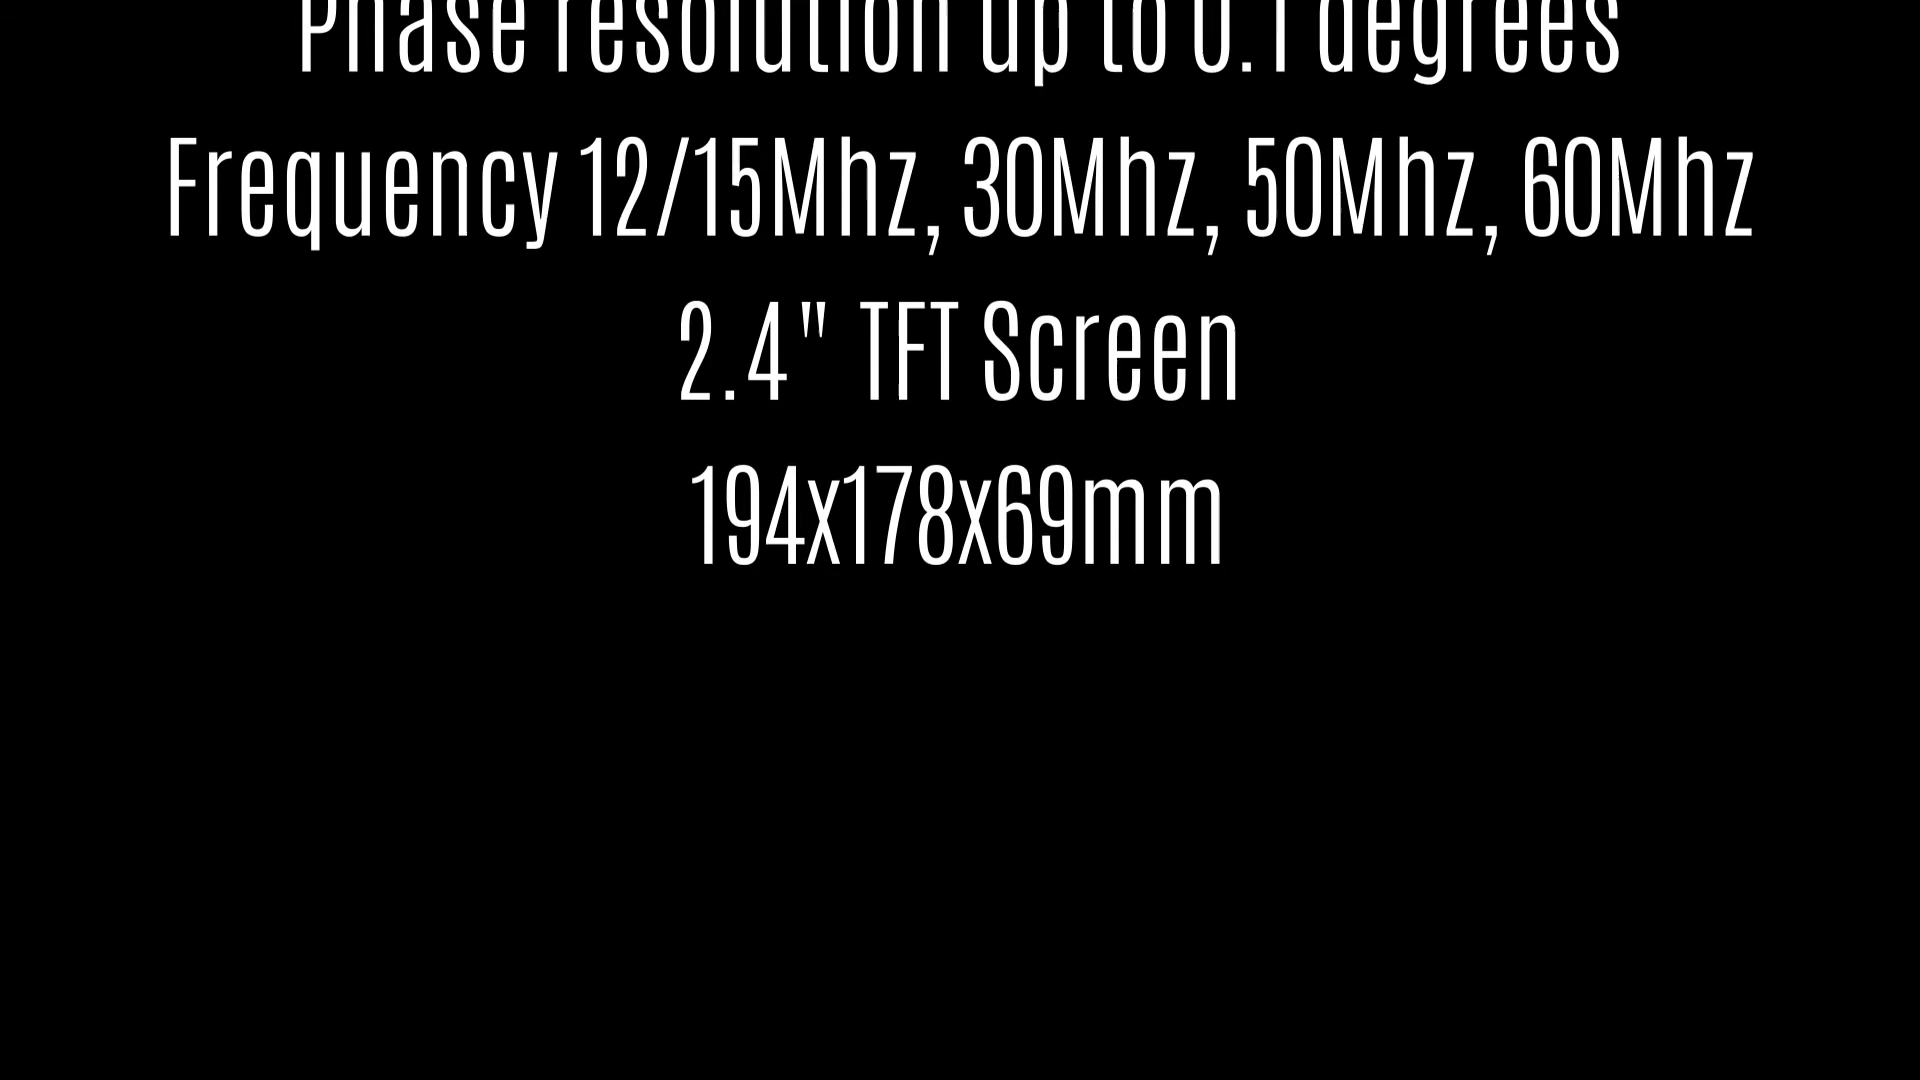 Phase resolution up to 0.1 degrees
Frequency 12/15Mhz, 30Mhz, 50Mhz, 60Mhz
2.4" TFT Screen
194x178x69mm